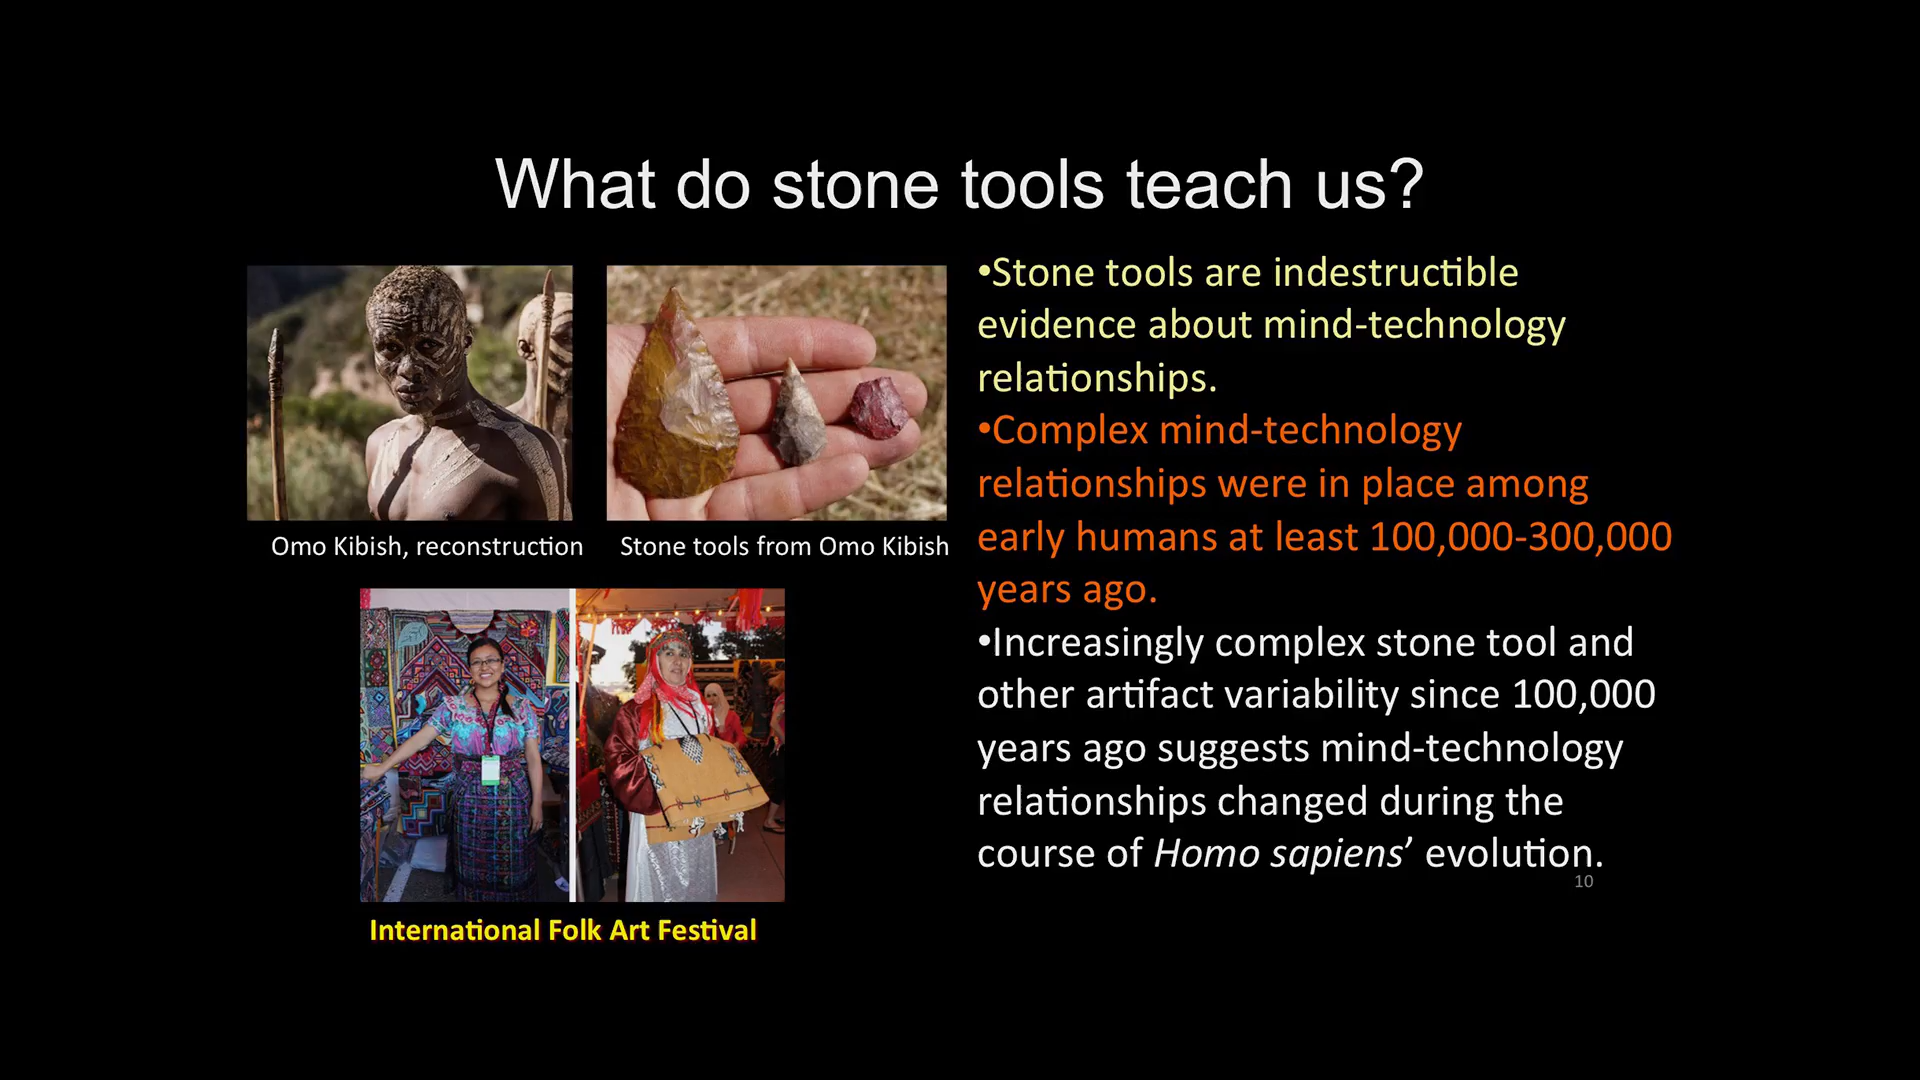 What do stone tools teach us?
Omo Kibish, reconstruction
Stone tools from Omo Kibish
International Folk Art Festival
•Stone tools are indestructible
evidence about mind-technology
relationships.
•Complex mind-technology
relationships were in place among
early humans at least 100,000-300,000
years ago.
•Increasingly complex stone tool and
other artifact variability since 100,000
years ago suggests mind-technology
relationships changed during the
course of Homo sapiens’ evolution.
10